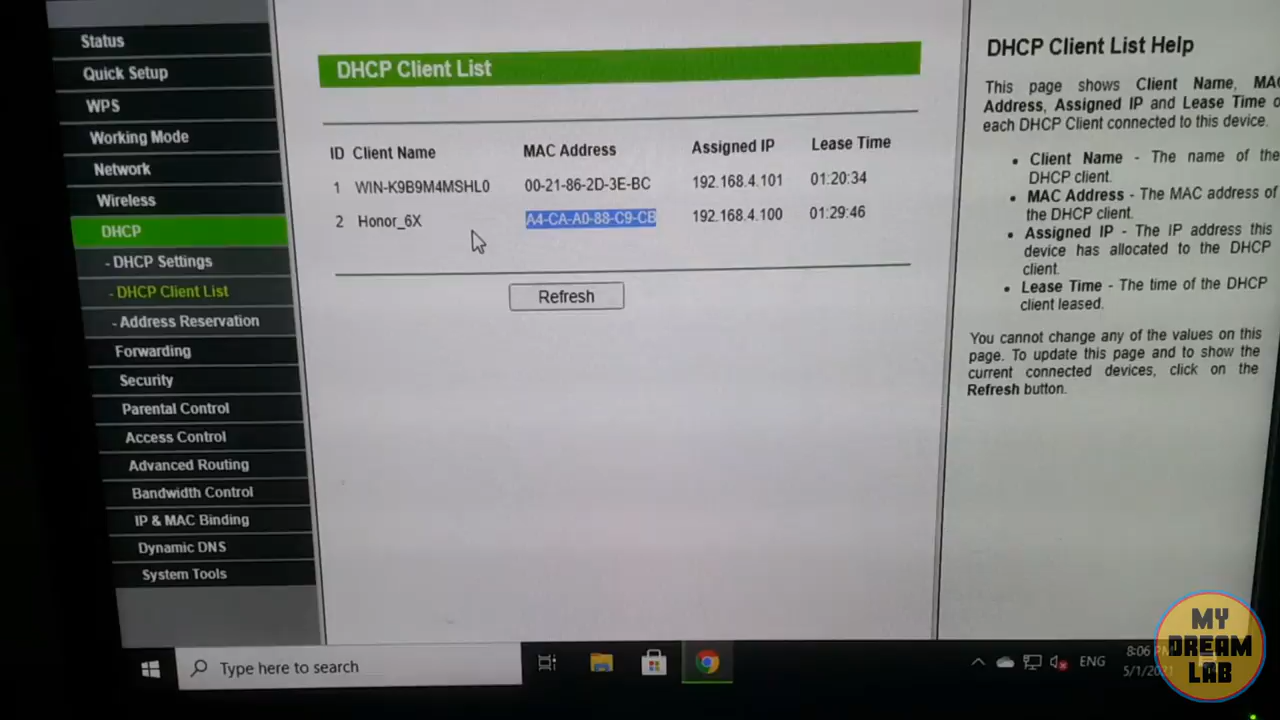 Status
Quick Setup
WPS
Working Mode
Network
Wireless
DHCP
- DHCP Settings
- DHCP Client List
- Address Reservation
Forwarding
Security
Parental Control
Access Control
Advanced Routing
Bandwidth Control
IP & MAC Binding
Dynamic DNS
System Tools
DHCP Client List
ID Client Name MAC Address Assigned IP Lease Time
1 WIN-K9B9M4MSHL0 00-21-86-2D-3E-BC 192.168.4.101 01:20:34
2 Honor_6X A4-CA-A0-88-C9-CB 192.168.4.100 01:29:46
Refresh
DHCP Client List Help
This page shows Client Name, MAC
Address, Assigned IP and Lease Time
each DHCP Client connected to this device.
• Client Name - The name of the
DHCP client.
• MAC Address - The MAC address of
the DHCP client.
• Assigned IP - The IP address this
device has allocated to the DHCP
client.
• Lease Time - The time of the DHCP
client leased.
You cannot change any of the values on this
page. To update this page and to show the
current connected devices, click on the
Refresh button.
Type here to search
ENG
8:06
5/1/
MY
DREAM
LAB